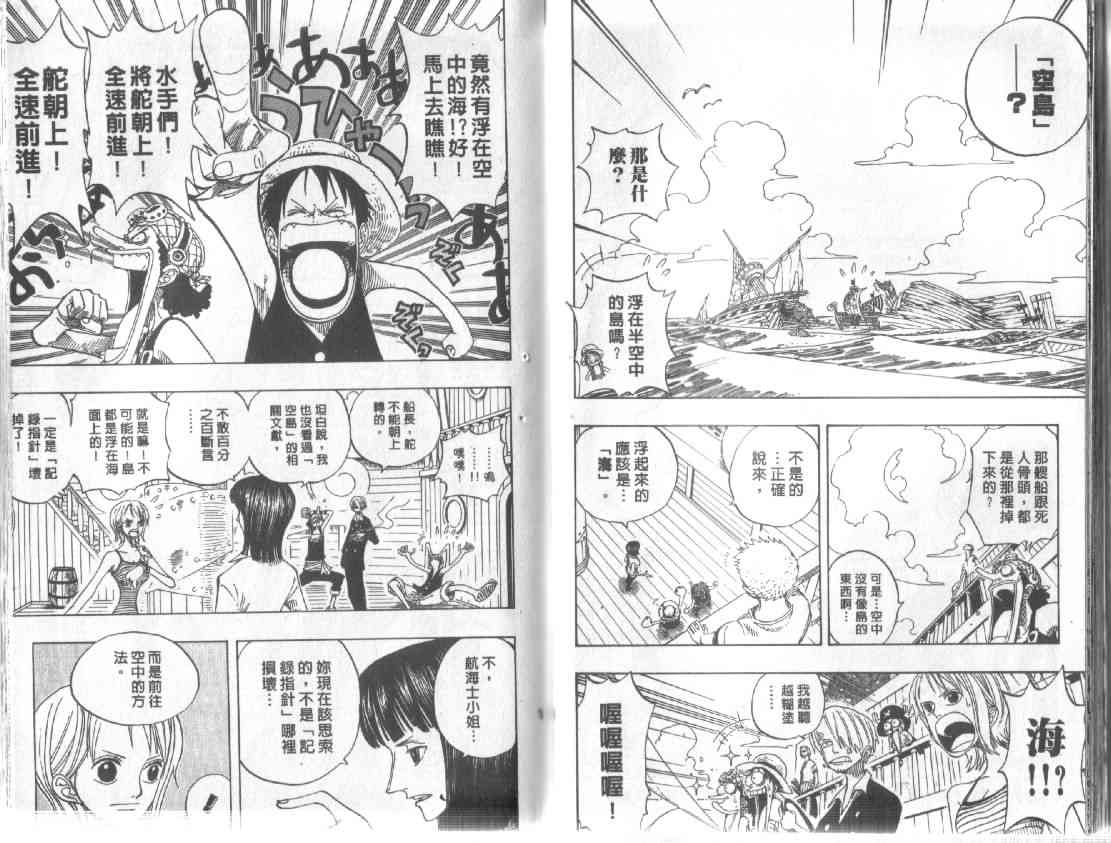 「空島」
──?
那是什
麼?
浮在半空中
的島嗎?
那艘船跟死
人骨頭,都
是從那裡掉
下來的?
可是…空中
沒有像島的
東西啊…
不是的
…正確
說來,
浮起來的
應該是…
「海」。
海!!?
我越聽
越糊塗
……
喔喔喔喔!
竟然有浮在空
中的海!?好!
馬上去瞧瞧!
水手們!
將舵朝上!
全速前進!
舵朝上!
全速前進!
……嗚
……!!
嘿嘿!
船長,舵
不能朝上
轉的。
坦白說,我
也沒看過「
空島」的相
關文獻,
不敢百分
之百斷言
……
就是嘛!不
可能的!島
都是浮在海
面上的!
一定是「記
錄指針」壞
掉了!
不,
航海士小姐…
妳現在該思索
的,不是「記
錄指針」哪裡
損壞…
而是前往
空中的方
法。